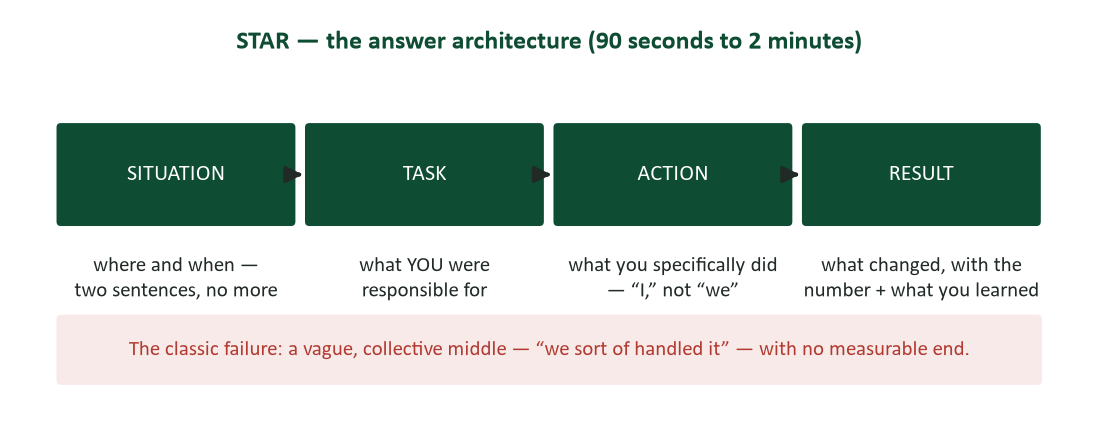 STAR — the answer architecture (90 seconds to 2 minutes)
SITUATION
TASK
ACTION
RESULT
where and when —
two sentences, no more
what YOU were
responsible for
what you specifically did
— “I,” not “we”
what changed, with the
number + what you learned
The classic failure: a vague, collective middle — “we sort of handled it” — with no measurable end.